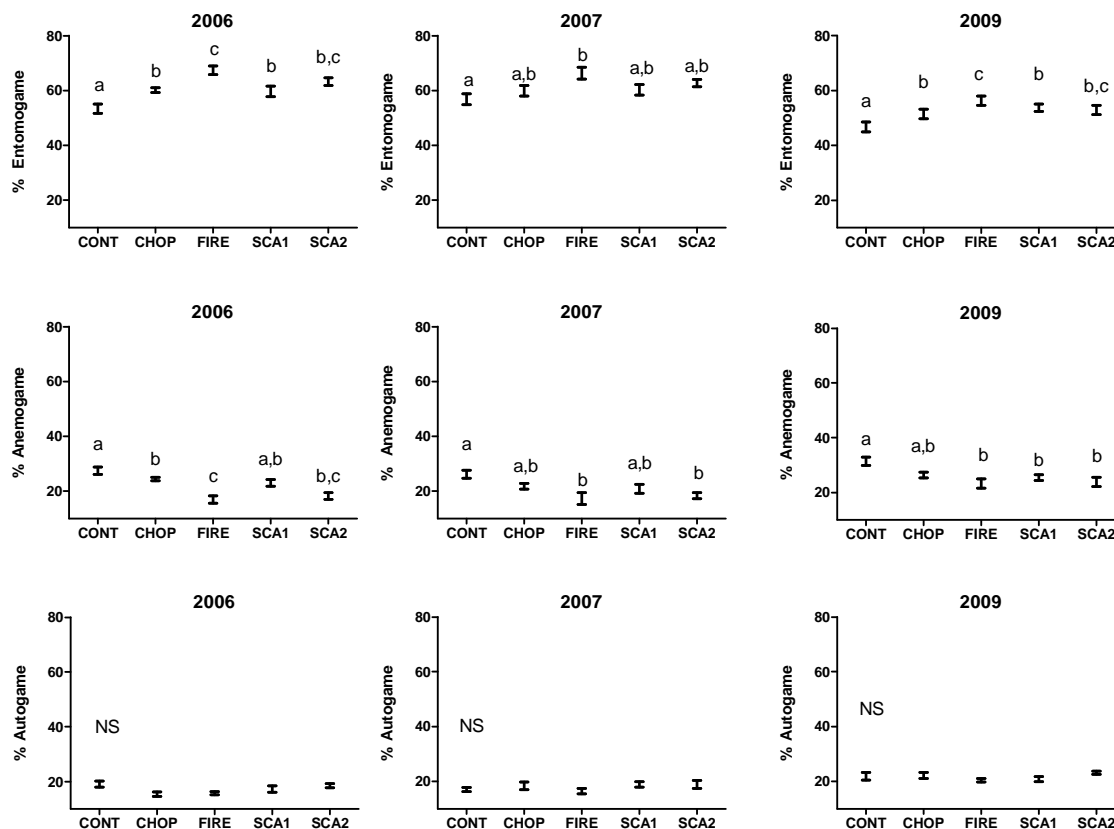 2006
2007
2009
% Entomogame
80
60
40
20
a
b
c
b
b,c
CONT CHOP FIRE SCA1 SCA2
% Entomogame
80
60
40
20
a
a,b
b
a,b
a,b
CONT CHOP FIRE SCA1 SCA2
% Entomogame
80
60
40
20
a
b
c
b
b,c
CONT CHOP FIRE SCA1 SCA2
2006
2007
2009
% Anemogame
80
60
40
20
a
b
c
a,b
b,c
CONT CHOP FIRE SCA1 SCA2
% Anemogame
80
60
40
20
a
a,b
b
a,b
b
CONT CHOP FIRE SCA1 SCA2
% Anemogame
80
60
40
20
a
a,b
b
b
b
CONT CHOP FIRE SCA1 SCA2
2006
2007
2009
% Autogame
80
60
40
20
NS
CONT CHOP FIRE SCA1 SCA2
% Autogame
80
60
40
20
NS
CONT CHOP FIRE SCA1 SCA2
% Autogame
80
60
40
20
NS
CONT CHOP FIRE SCA1 SCA2